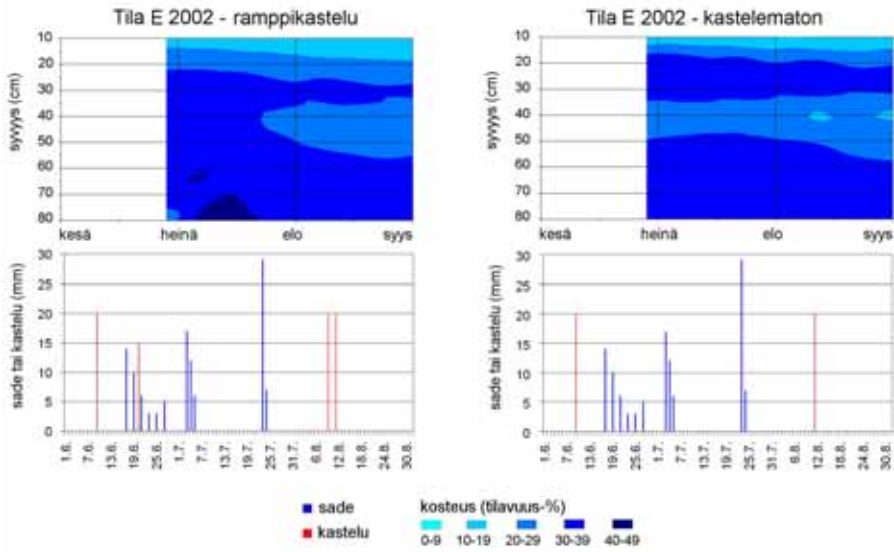 Tila E 2002 - ramppikastelu
Tila E 2002 - kastelematon
syvyys (cm)
10
20
30
40
50
60
70
80
kesä heinä elo syys
syvyys (cm)
10
20
30
40
50
60
70
80
kesä heinä elo syys
sade tai kastelu (mm)
30
25
20
15
10
5
0
1.6. 7.6. 13.6. 19.6. 25.6. 1.7. 7.7. 13.7. 19.7. 25.7. 31.7. 6.8. 12.8. 18.8. 24.8. 30.8.
sade tai kastelu (mm)
30
25
20
15
10
5
0
1.6. 7.6. 13.6. 19.6. 25.6. 1.7. 7.7. 13.7. 19.7. 25.7. 31.7. 6.8. 12.8. 18.8. 24.8. 30.8.
sade
kastelu
kosteus (tilavuus-%)
0-9 10-19 20-29 30-39 40-49